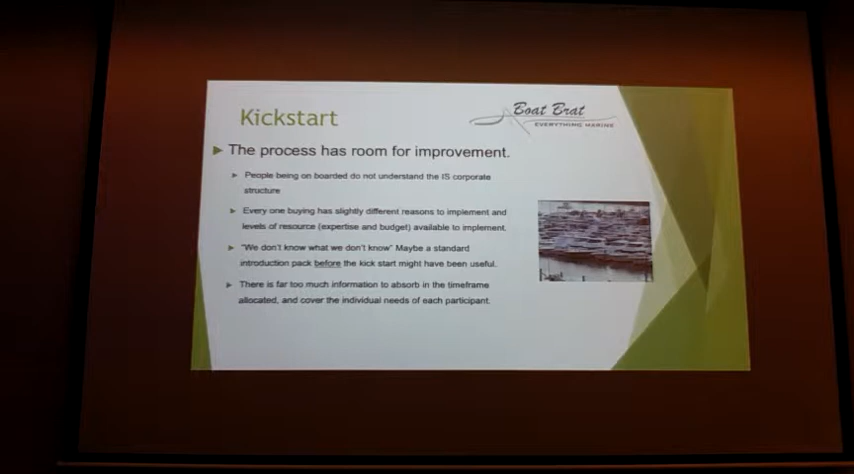 Kickstart
Boat Brat
EVERYTHING MARINE
The process has room for improvement.
People being on boarded do not understand the IS corporate
structure
Every one buying has slightly different reasons to implement and
levels of resource (expertise and budget) available to implement.
"We don't know what we don't know" Maybe a standard
introduction pack before the kick start might have been useful.
There is far too much information to absorb in the timeframe
allocated, and cover the individual needs of each participant.